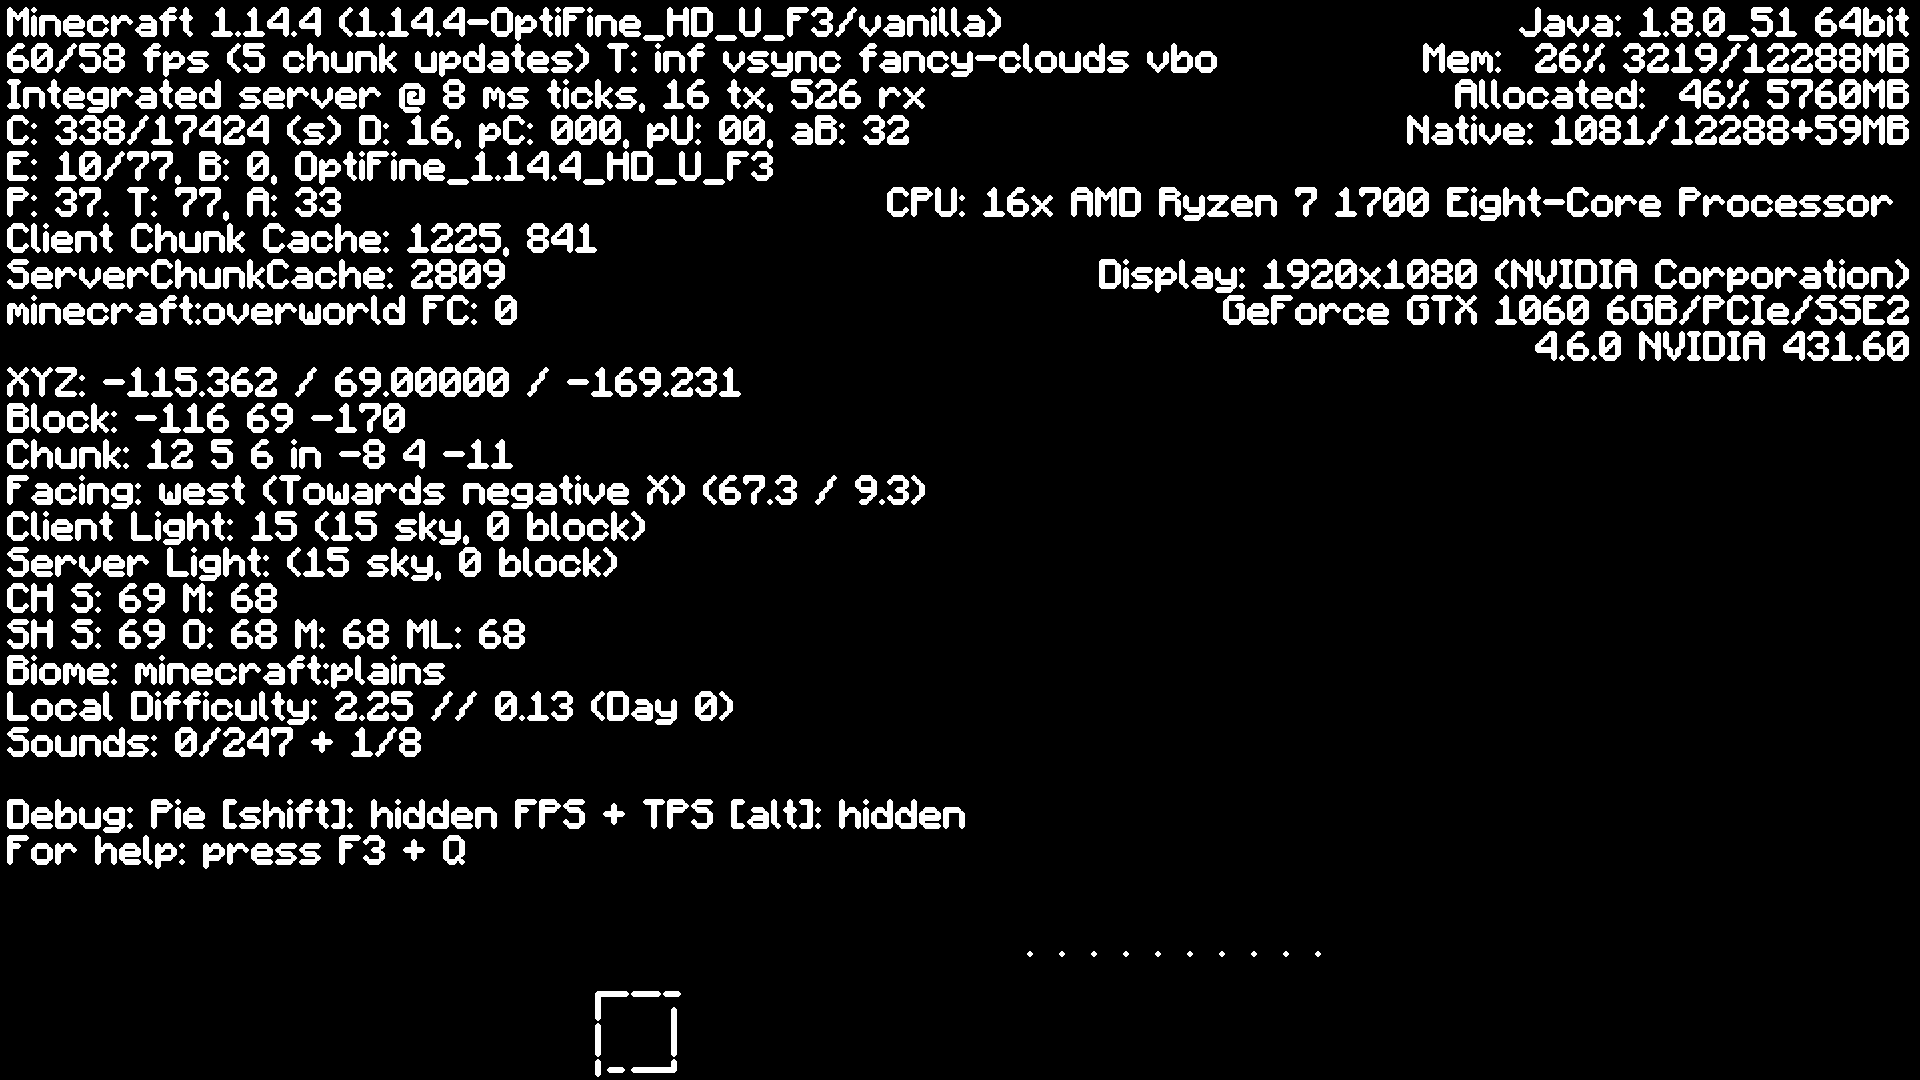 Minecraft 1.14.4 (1.14.4-OptiFine_HD_U_F3/vanilla)
60/58 fps (5 chunk updates) T: inf vsync fancy-clouds vbo
Integrated server @ 8 ms ticks, 16 tx, 526 rx
C: 338/17424 (s) D: 16, pC: 000, pU: 00, aB: 32
E: 10/77, B: 0, OptiFine_1.14.4_HD_U_F3
P: 37. T: 77, A: 33
Client Chunk Cache: 1225, 841
ServerChunkCache: 2809
minecraft:overworld FC: 0
XYZ: -115.362 / 69.00000 / -169.231
Block: -116 69 -170
Chunk: 12 5 6 in -8 4 -11
Facing: west (Towards negative X) (67.3 / 9.3)
Client Light: 15 (15 sky, 0 block)
Server Light: (15 sky, 0 block)
CH S: 69 M: 68
SH S: 69 O: 68 M: 68 ML: 68
Biome: minecraft:plains
Local Difficulty: 2.25 // 0.13 (Day 0)
Sounds: 0/247 + 1/8
Debug: Pie [shift]: hidden FPS + TPS [alt]: hidden
For help: press F3 + Q
Java: 1.8.0_51 64bit
Mem: 26% 3219/12288MB
Allocated: 46% 5760MB
Native: 1081/12288+59MB
CPU: 16x AMD Ryzen 7 1700 Eight-Core Processor
Display: 1920x1080 (NVIDIA Corporation)
GeForce GTX 1060 6GB/PCIe/SSE2
4.6.0 NVIDIA 431.60